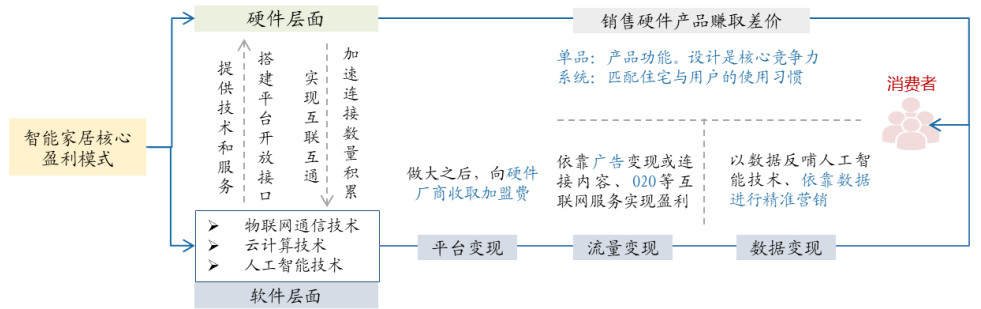 硬件层面
销售硬件产品赚取差价
单品：产品功能。设计是核心竞争力
系统：匹配住宅与用户的使用习惯
消费者
智能家居核心
盈利模式
提供技术和服务
搭建平台开放接口
实现互联互通
加速连接数量积累
做大之后，向硬件
厂商收取加盟费
依靠广告变现或连
接内容、O2O等互
联网服务实现盈利
以数据反哺人工智
能技术、依靠数据
进行精准营销
➢ 物联网通信技术
➢ 云计算技术
➢ 人工智能技术
软件层面
平台变现
流量变现
数据变现